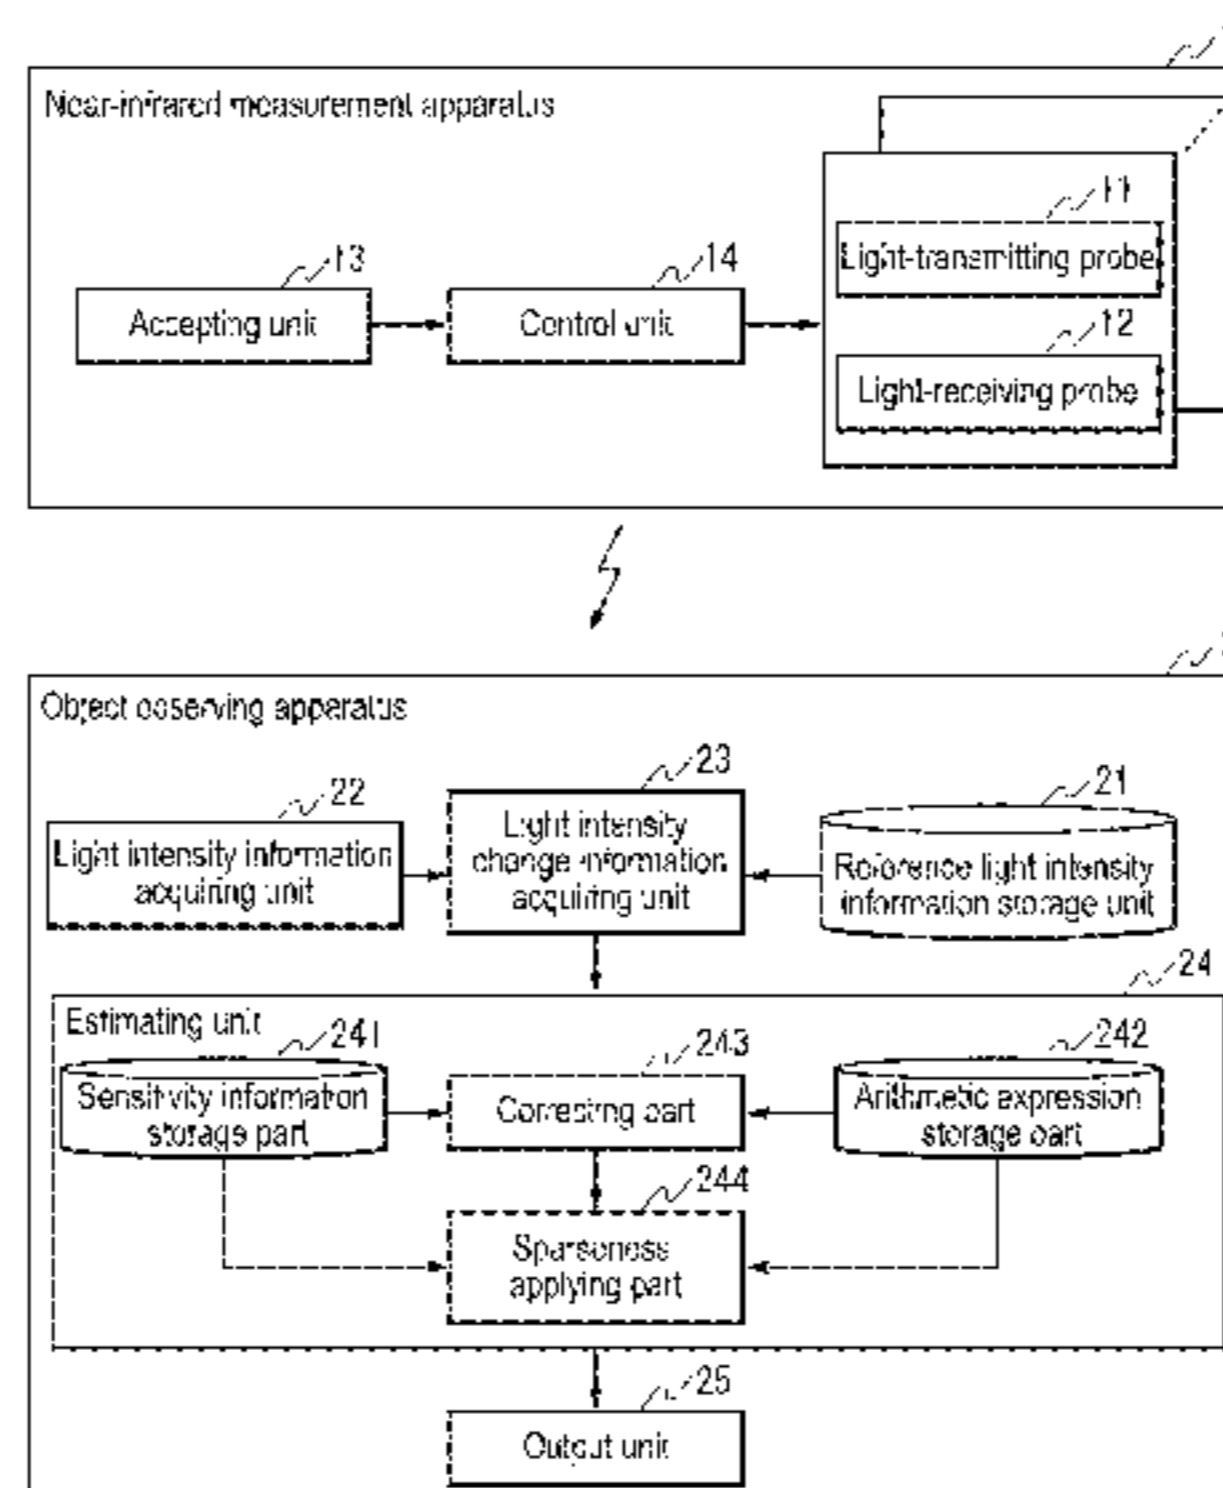 Near-infrared measurement apparatus
11
Light-transmitting probe
13
Accepting unit
14
Control unit
12
Light-receiving probe
Object observing apparatus
22
Light intensity information
acquiring unit
23
Light intensity
change information
acquiring unit
21
Reference light intensity
information storage unit
24
Estimating unit
241
Sensitivity information
storage part
243
Correcting part
242
Arithmetic expression
storage part
244
Sparseness
applying part
25
Output unit